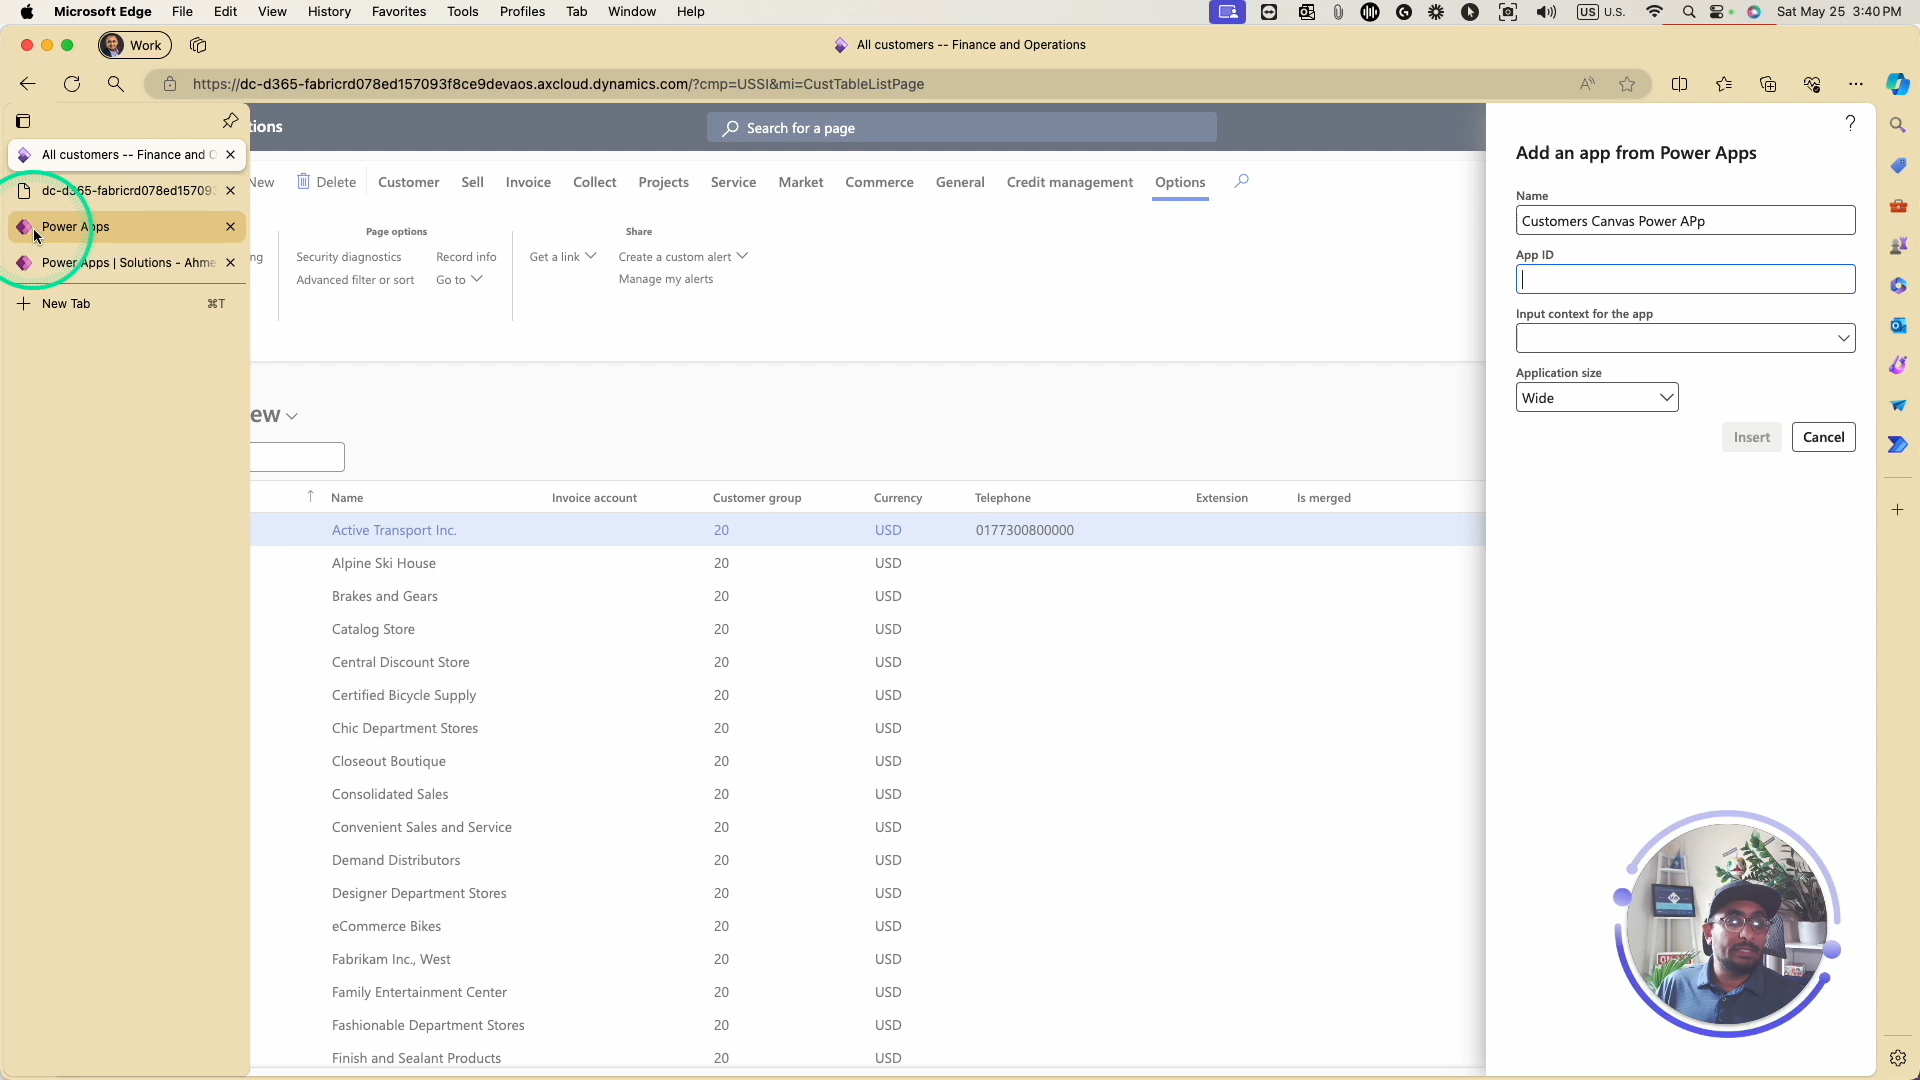 Microsoft Edge File Edit View History Favorites Tools Profiles Tab Window Help US U.S. Sat May 25 3:40 PM
Work All customers -- Finance and Operations
https://dc-d365-fabricrd078ed157093f8ce9devaos.axcloud.dynamics.com/?cmp=USSI&mi=CustTableListPage
All customers -- Finance and O
dc-d365-fabricrd078ed157093
Power Apps
Power Apps | Solutions - Ahme
New Tab ⌘T
tions Search for a page
New Delete Customer Sell Invoice Collect Projects Service Market Commerce General Credit management Options
Page options Share
ng Security diagnostics Record info Get a link Create a custom alert
Advanced filter or sort Go to Manage my alerts
ew
Name Invoice account Customer group Currency Telephone Extension Is merged
Active Transport Inc. 20 USD 0177300800000
Alpine Ski House 20 USD
Brakes and Gears 20 USD
Catalog Store 20 USD
Central Discount Store 20 USD
Certified Bicycle Supply 20 USD
Chic Department Stores 20 USD
Closeout Boutique 20 USD
Consolidated Sales 20 USD
Convenient Sales and Service 20 USD
Demand Distributors 20 USD
Designer Department Stores 20 USD
eCommerce Bikes 20 USD
Fabrikam Inc., West 20 USD
Family Entertainment Center 20 USD
Fashionable Department Stores 20 USD
Finish and Sealant Products 20 USD
?
Add an app from Power Apps
Name
Customers Canvas Power APp
App ID
Input context for the app
Application size
Wide
Insert Cancel